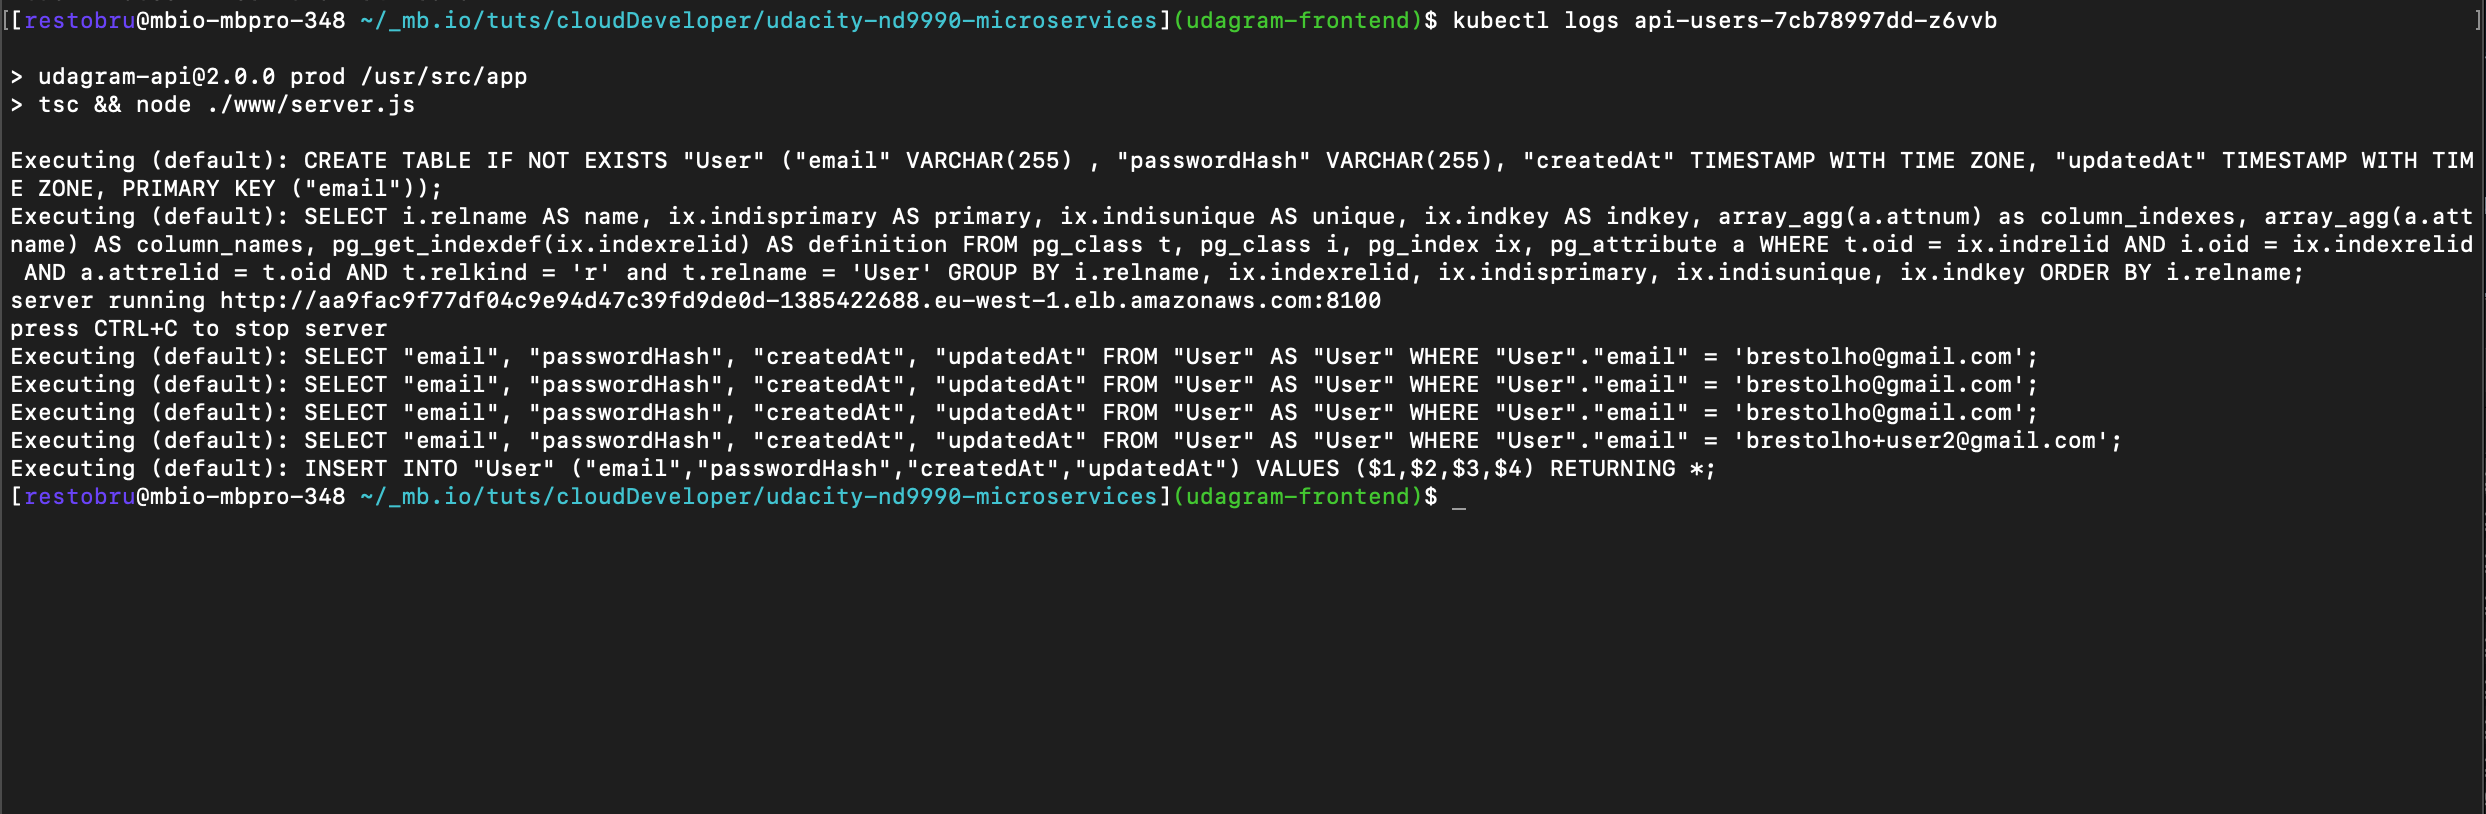 [[restobru@mbio-mbpro-348 ~/_mb.io/tuts/cloudDeveloper/udacity-nd9990-microservices](udagram-frontend)$ kubectl logs api-users-7cb78997dd-z6vvb ]
> udagram-api@2.0.0 prod /usr/src/app
> tsc && node ./www/server.js
Executing (default): CREATE TABLE IF NOT EXISTS "User" ("email" VARCHAR(255) , "passwordHash" VARCHAR(255), "createdAt" TIMESTAMP WITH TIME ZONE, "updatedAt" TIMESTAMP WITH TIM
E ZONE, PRIMARY KEY ("email"));
Executing (default): SELECT i.relname AS name, ix.indisprimary AS primary, ix.indisunique AS unique, ix.indkey AS indkey, array_agg(a.attnum) as column_indexes, array_agg(a.att
name) AS column_names, pg_get_indexdef(ix.indexrelid) AS definition FROM pg_class t, pg_class i, pg_index ix, pg_attribute a WHERE t.oid = ix.indrelid AND i.oid = ix.indexrelid
 AND a.attrelid = t.oid AND t.relkind = 'r' and t.relname = 'User' GROUP BY i.relname, ix.indexrelid, ix.indisprimary, ix.indisunique, ix.indkey ORDER BY i.relname;
server running http://aa9fac9f77df04c9e94d47c39fd9de0d-1385422688.eu-west-1.elb.amazonaws.com:8100
press CTRL+C to stop server
Executing (default): SELECT "email", "passwordHash", "createdAt", "updatedAt" FROM "User" AS "User" WHERE "User"."email" = 'brestolho@gmail.com';
Executing (default): SELECT "email", "passwordHash", "createdAt", "updatedAt" FROM "User" AS "User" WHERE "User"."email" = 'brestolho@gmail.com';
Executing (default): SELECT "email", "passwordHash", "createdAt", "updatedAt" FROM "User" AS "User" WHERE "User"."email" = 'brestolho@gmail.com';
Executing (default): SELECT "email", "passwordHash", "createdAt", "updatedAt" FROM "User" AS "User" WHERE "User"."email" = 'brestolho+user2@gmail.com';
Executing (default): INSERT INTO "User" ("email","passwordHash","createdAt","updatedAt") VALUES ($1,$2,$3,$4) RETURNING *;
[restobru@mbio-mbpro-348 ~/_mb.io/tuts/cloudDeveloper/udacity-nd9990-microservices](udagram-frontend)$ _